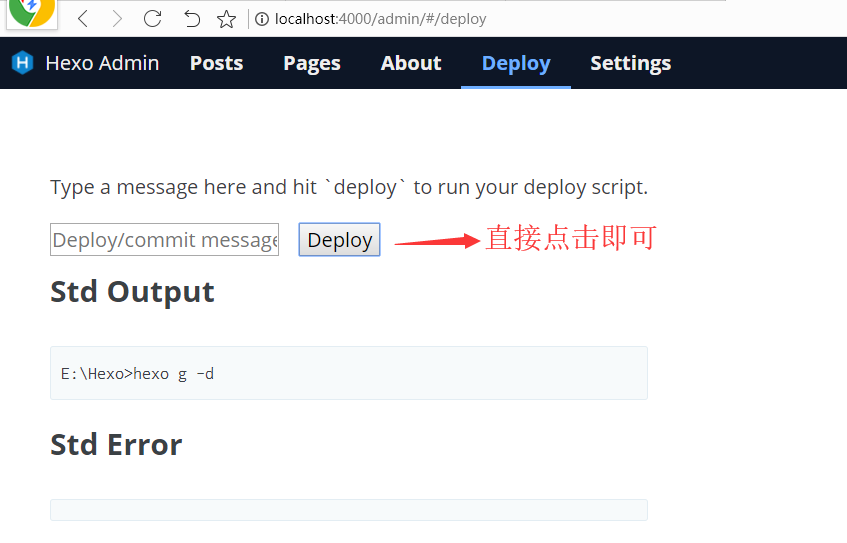 localhost:4000/admin/#/deploy
Hexo Admin Posts Pages About Deploy Settings
Type a message here and hit `deploy` to run your deploy script.
Deploy/commit message Deploy 直接点击即可
Std Output
E:\Hexo>hexo g -d
Std Error